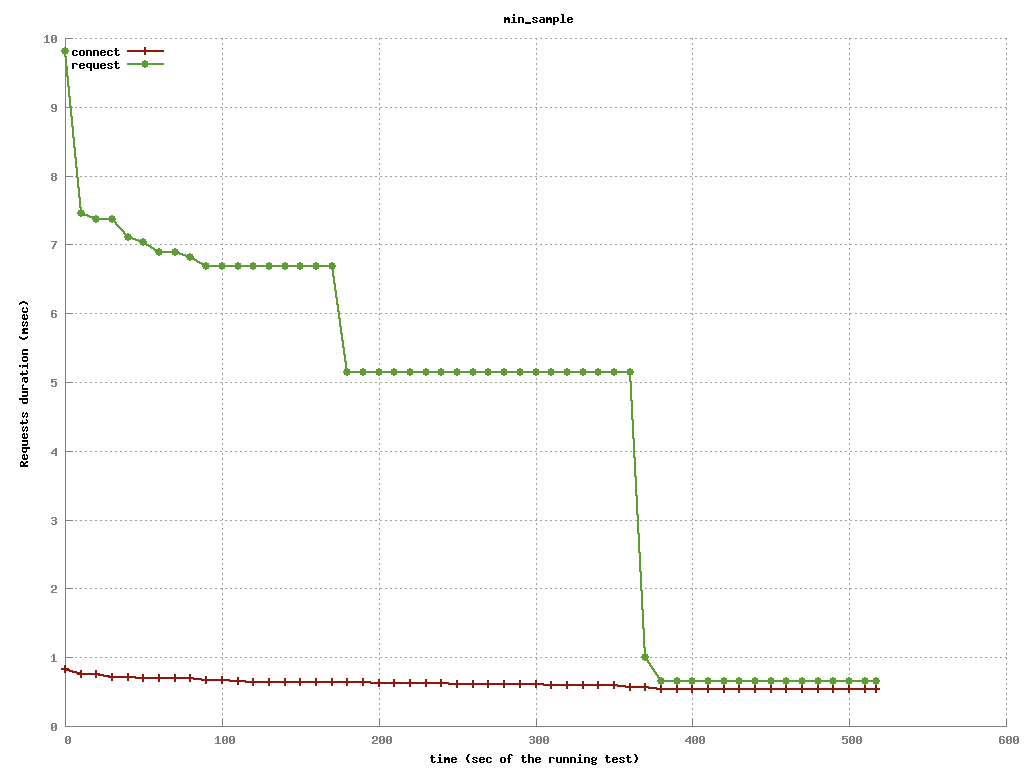 min_sample
connect
request
10
9
8
7
6
5
4
3
2
1
0
Requests duration (msec)
0 100 200 300 400 500 600
time (sec of the running test)